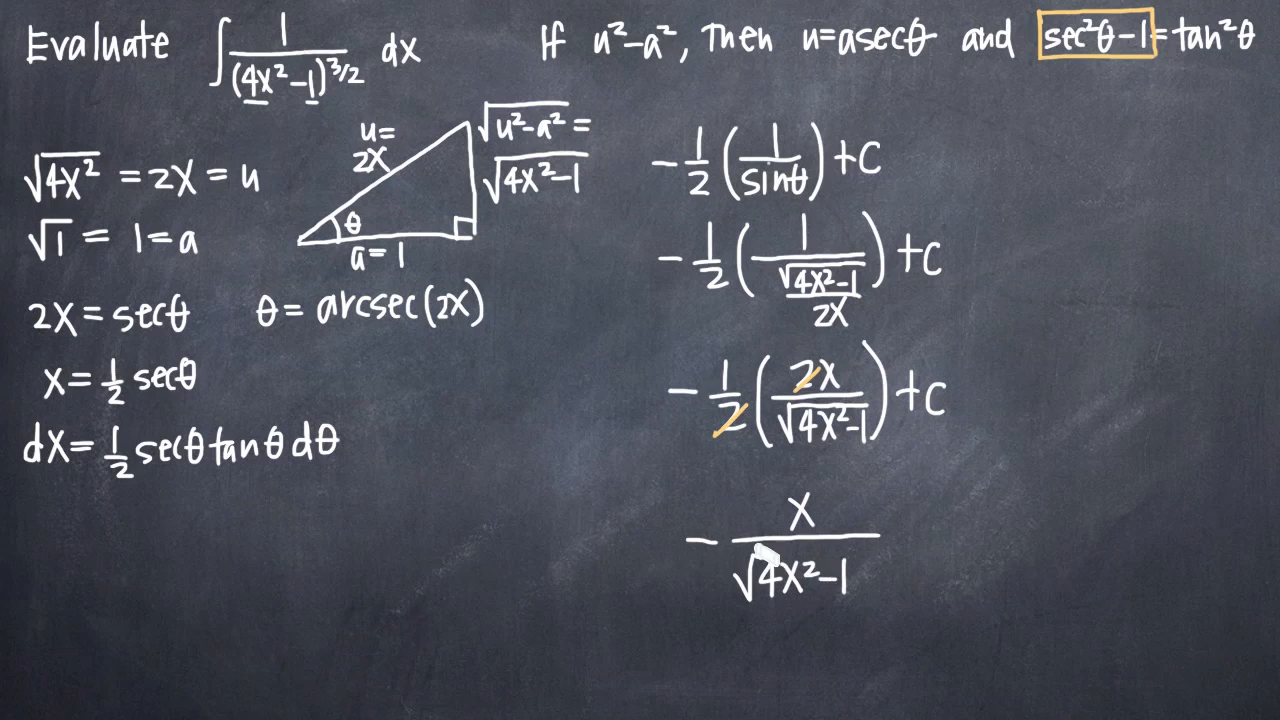 Evaluate ∫ 1/(4x²-1)^3/2 dx
If u²-a², Then u=asecθ and sec²θ-1=tan²θ
√4x² = 2x = u
√1 = 1 = a
u= 2x
√u²-a² =
√4x²-1
θ
a=1
2x = secθ
θ = arcsec(2x)
x = 1/2 secθ
dx = 1/2 secθ tanθ dθ
-1/2 (1/sinθ) +C
-1/2 (1/(√4x²-1/2x)) +C
-1/2 (2x/√4x²-1) +C
- x/√4x²-1